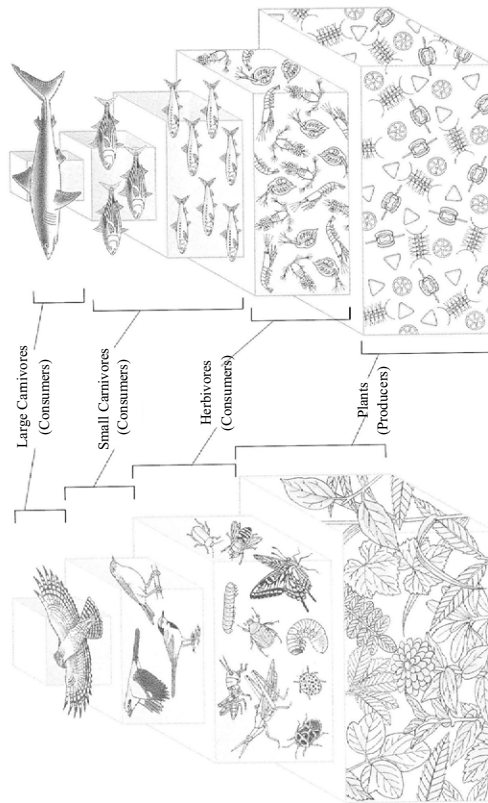 Large Carnivores
(Consumers)
Small Carnivores
(Consumers)
Herbivores
(Consumers)
Plants
(Producers)